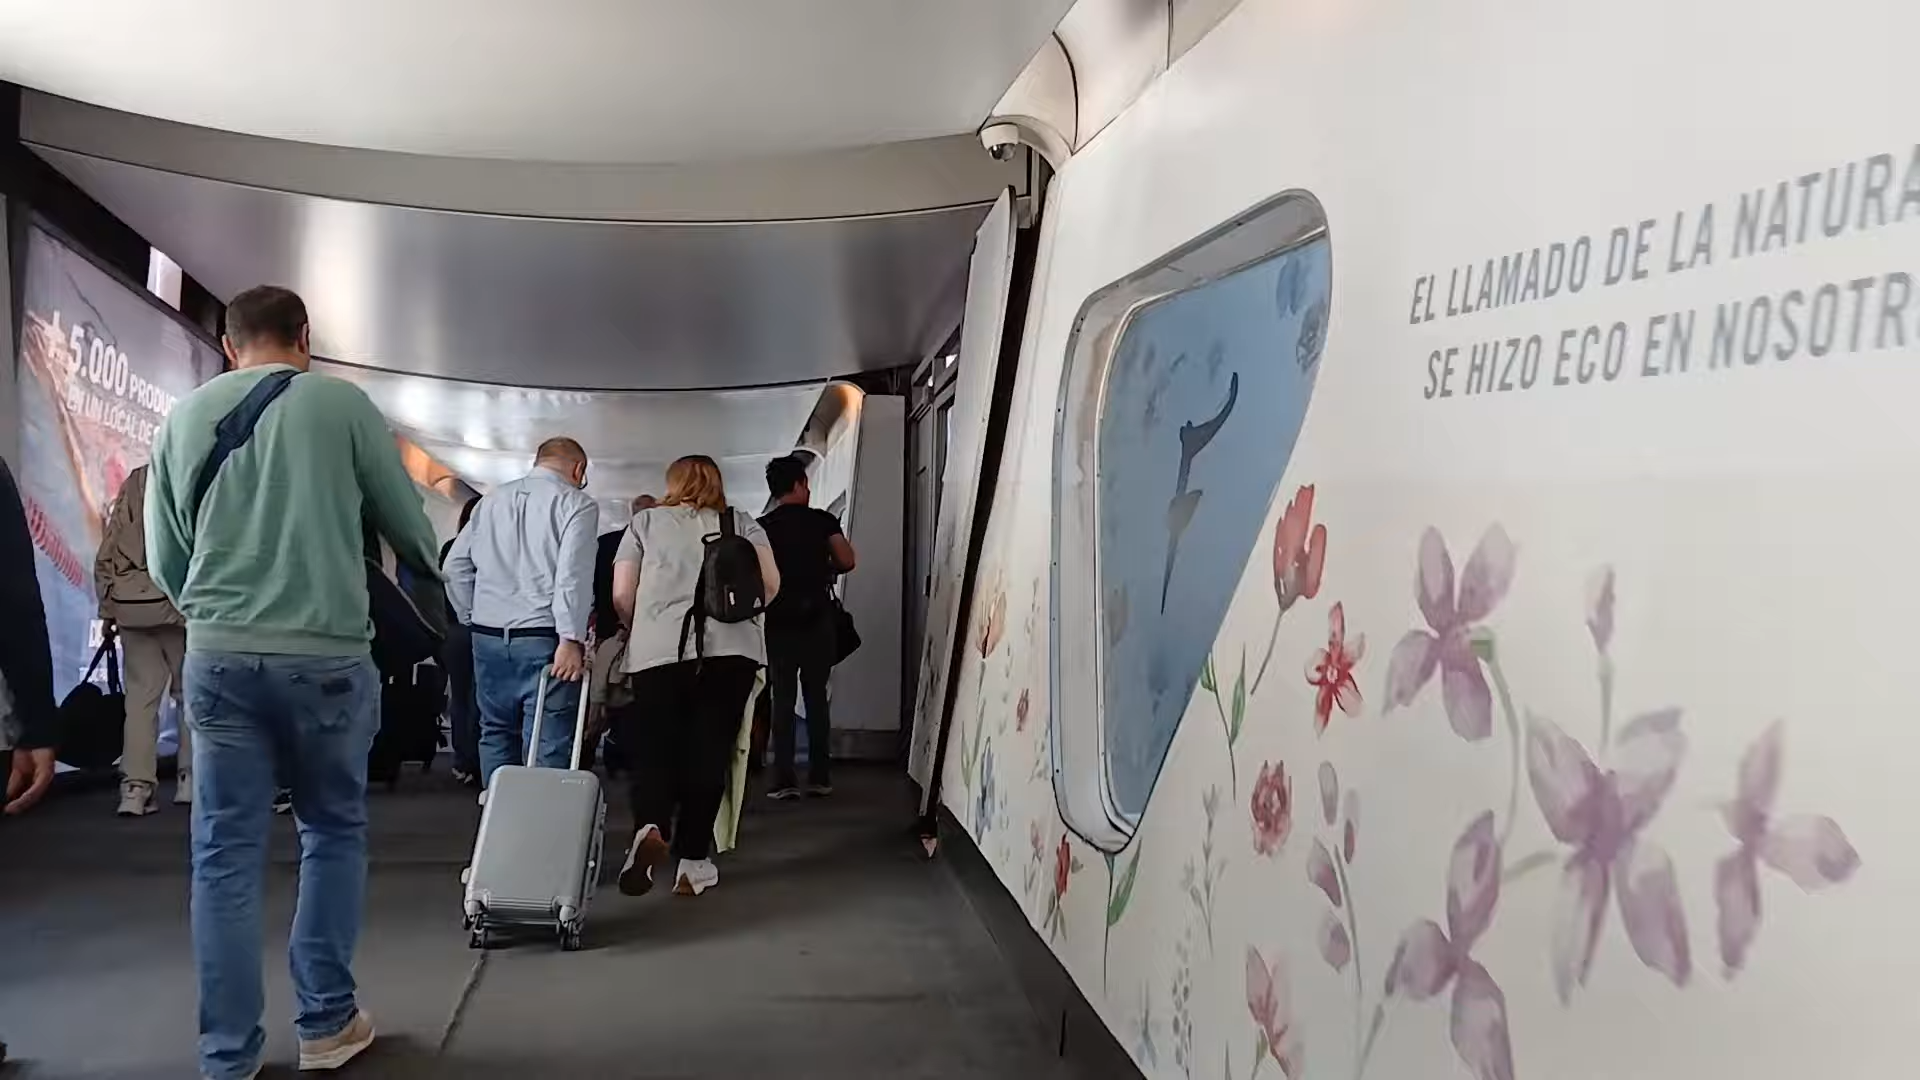 + 5.000 PRODUC
EN UN LOCAL DE
EL LLAMADO DE LA NATURA
SE HIZO ECO EN NOSOTR